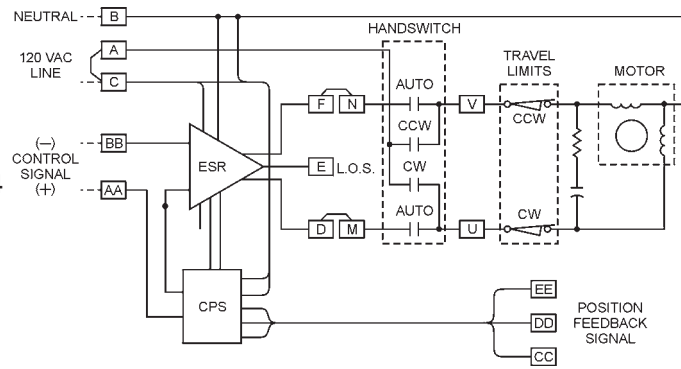 NEUTRAL
B
HANDSWITCH
A
120 VAC
LINE
C
TRAVEL
LIMITS
MOTOR
AUTO
F
N
V
CCW
CCW
(−)
CONTROL
SIGNAL
(+)
BB
AA
ESR
E
L.O.S.
CW
AUTO
CW
D
M
U
CPS
EE
DD
CC
POSITION
FEEDBACK
SIGNAL